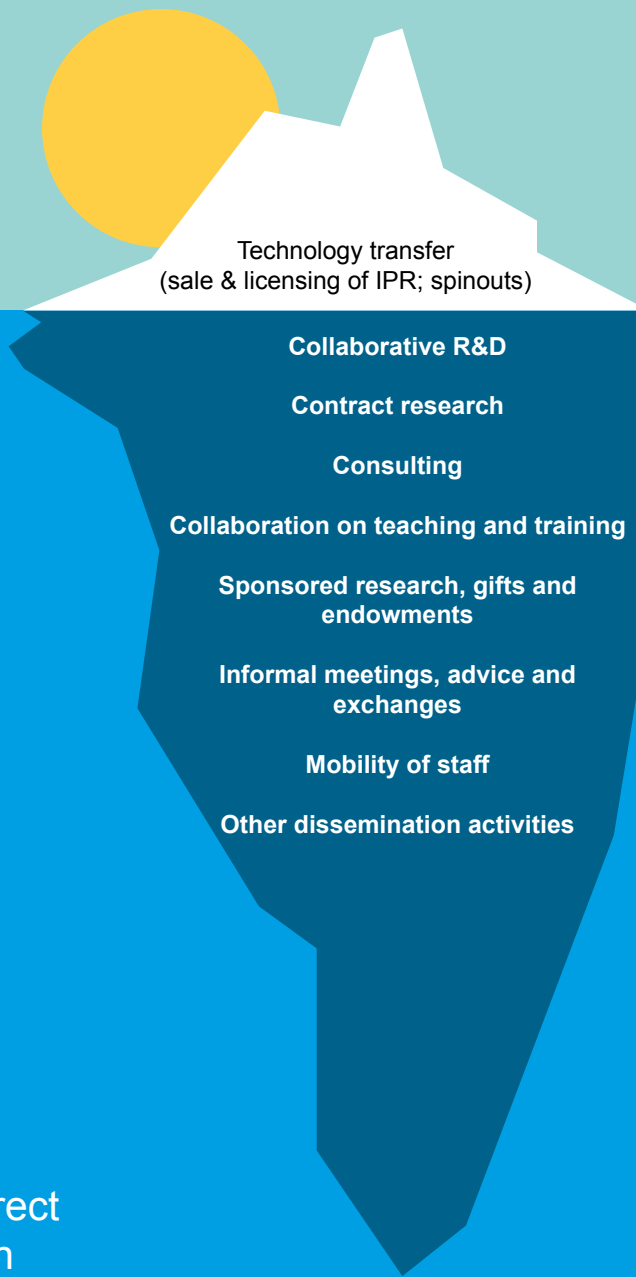 Technology transfer
(sale & licensing of IPR; spinouts)
Collaborative R&D
Contract research
Consulting
Collaboration on teaching and training
Sponsored research, gifts and
endowments
Informal meetings, advice and
exchanges
Mobility of staff
Other dissemination activities